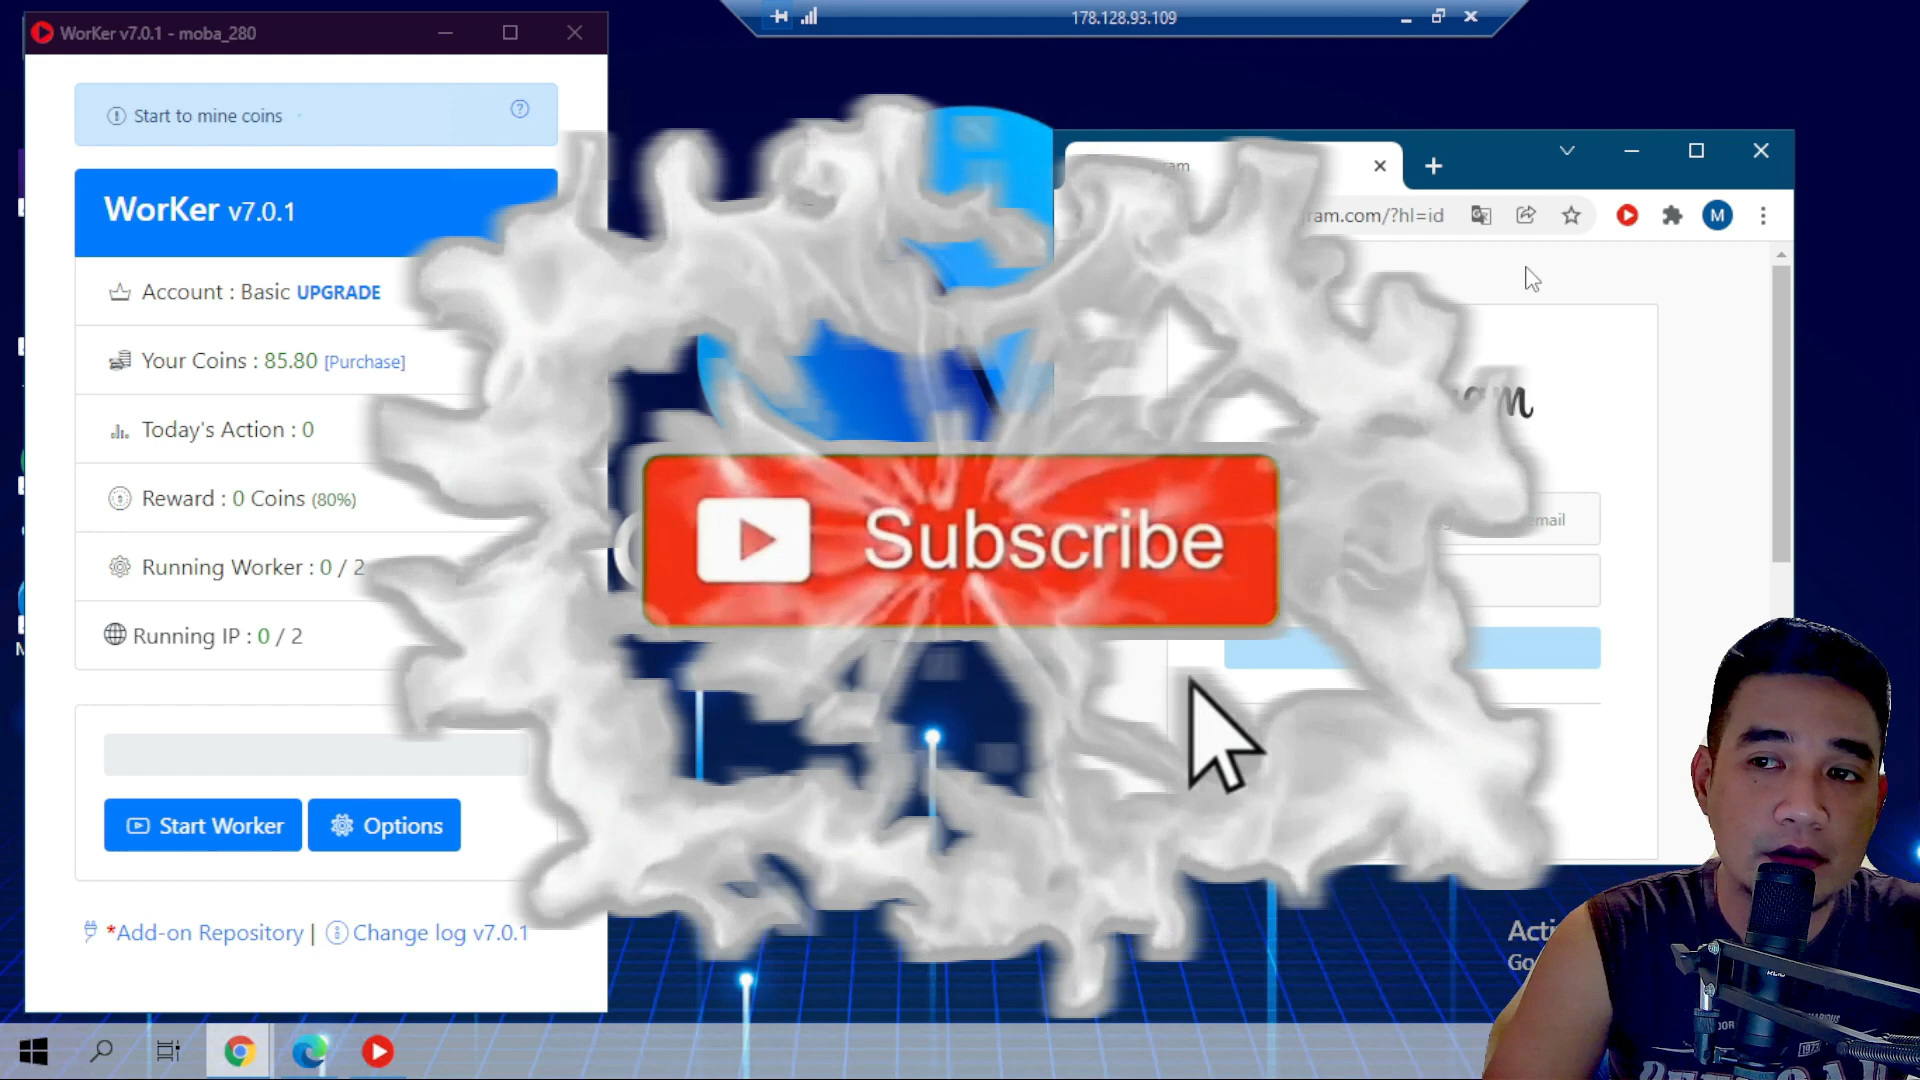 WorKer v7.0.1 - moba_280
178.128.93.109
Start to mine coins
WorKer v7.0.1
Account : Basic UPGRADE
Your Coins : 85.80 [Purchase]
Today's Action : 0
Reward : 0 Coins (80%)
Running Worker : 0 / 2
Running IP : 0 / 2
Start Worker
Options
*Add-on Repository | Change log v7.0.1
ram.com/?hl=id
M
email
Subscribe